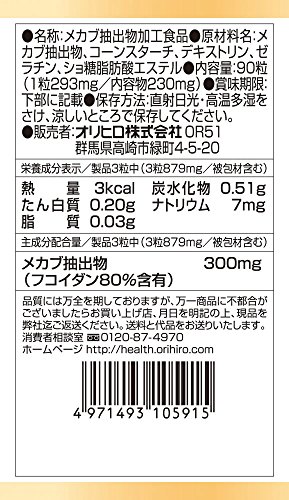 ●名称:メカブ抽出物加工食品●原材料名:メ
カブ抽出物、コーンスターチ、デキストリン、ゼ
ラチン、ショ糖脂肪酸エステル●内容量:90粒
(1粒293mg/内容物230mg)●賞味期限:
下部に記載●保存方法:直射日光・高温多湿を
さけ、涼しいところで保存してください。
●販売者:オリヒロ株式会社 OR51
群馬県高崎市緑町4-5-20
栄養成分表示/製品3粒中(3粒879mg/被包材含む)
熱量 3kcal 炭水化物 0.51g
たん白質 0.20g ナトリウム 7mg
脂質 0.03g
主成分配合量/製品3粒中(3粒879mg/被包材含む)
メカブ抽出物 300mg
(フコイダン80%含有)
品質には万全を期しておりますが、万一商品に不都合が
ございましたらお買い上げ店、月日を明記の上、現品を
弊社迄ご返送ください。送料と代品をお送りいたします。
消費者相談室 0120-87-4970
ホームページ http://health.orihiro.com
4 971493 105915